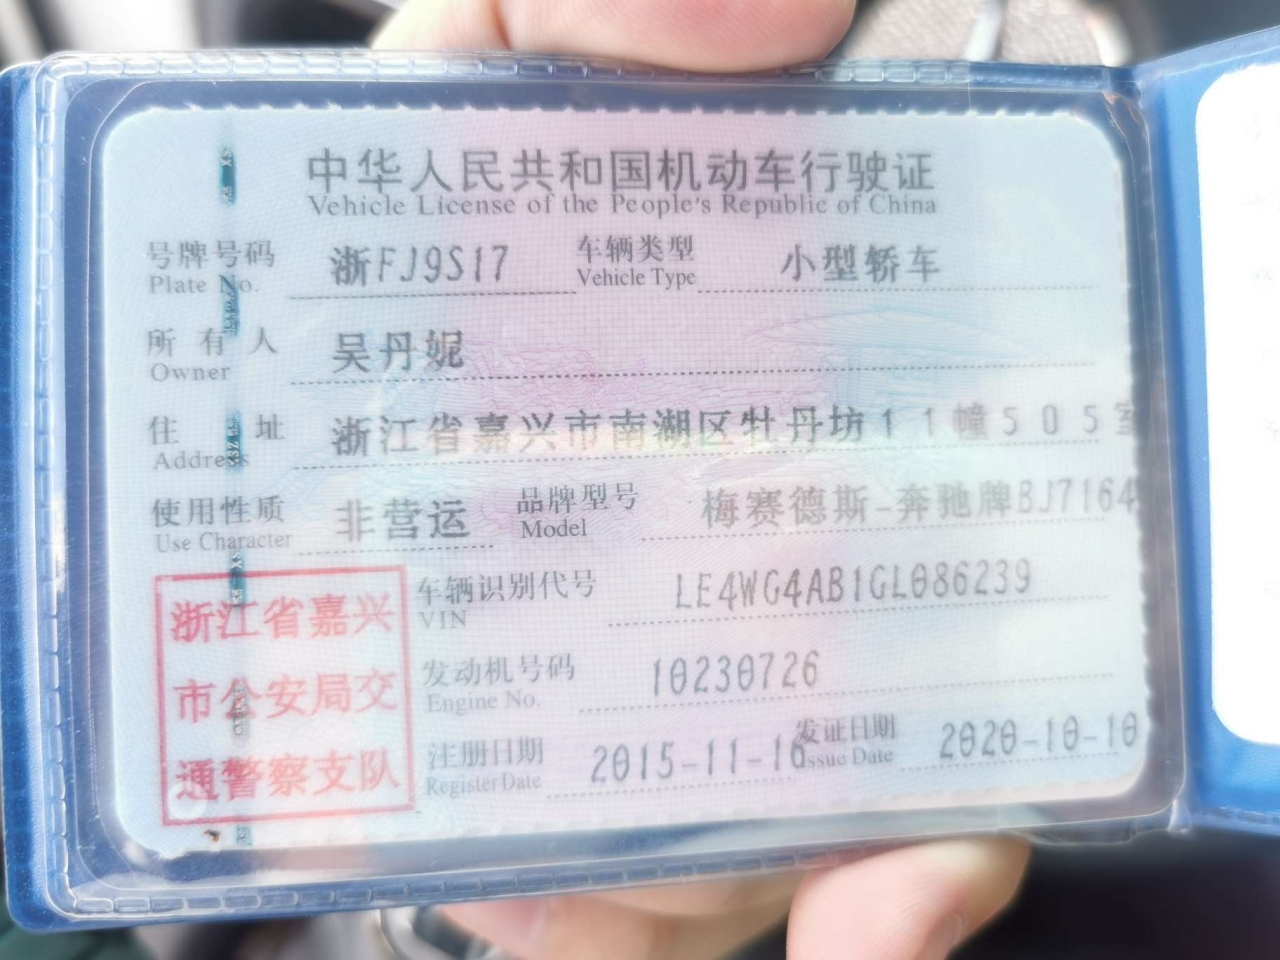 中华人民共和国机动车行驶证
Vehicle License of the People's Republic of China
号牌号码 浙FJ9S17 车辆类型 小型轿车
Plate No. Vehicle Type
所有人 吴丹妮
Owner
住址 浙江省嘉兴市南湖区牡丹坊11幢505室
Address
使用性质 非营运 品牌型号 梅赛德斯-奔驰牌BJ7164
Use Character Model
车辆识别代号 LE4WG4AB1GL086239
VIN
发动机号码 10230726
Engine No.
注册日期 2015-11-16 发证日期 2020-10-10
Register Date Issue Date
浙江省嘉兴
市公安局交
通警察支队